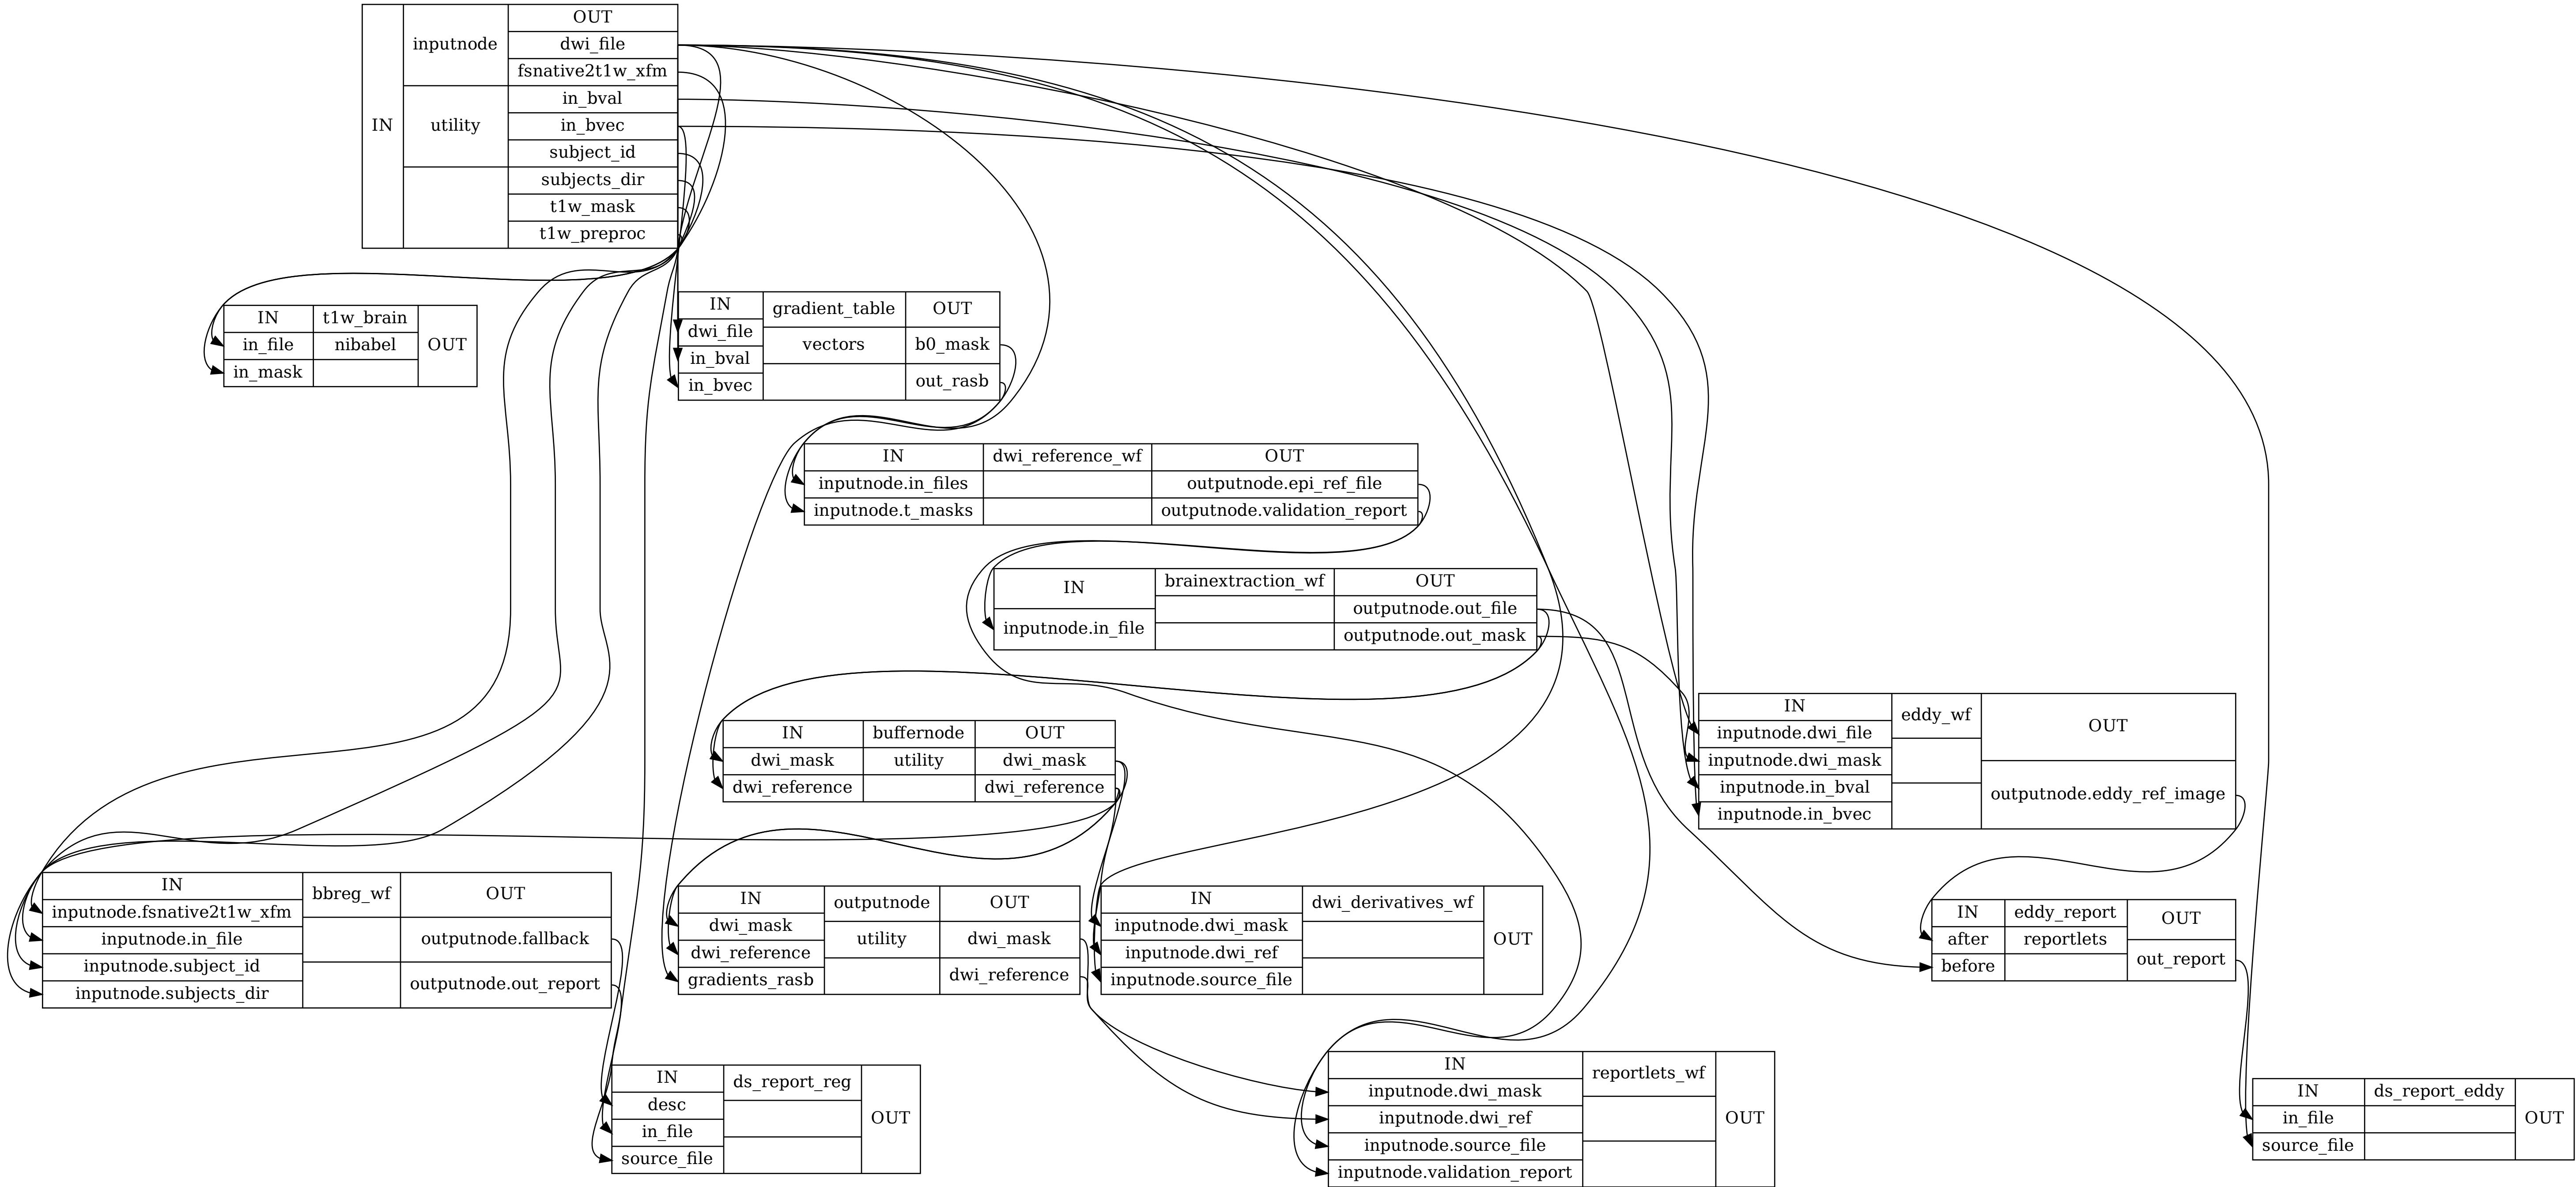 IN
inputnode
utility
OUT
dwi_file
fsnative2t1w_xfm
in_bval
in_bvec
subject_id
subjects_dir
t1w_mask
t1w_preproc
IN
in_file
in_mask
t1w_brain
nibabel
OUT
IN
dwi_file
in_bval
in_bvec
gradient_table
vectors
OUT
b0_mask
out_rasb
IN
inputnode.in_files
inputnode.t_masks
dwi_reference_wf
OUT
outputnode.epi_ref_file
outputnode.validation_report
IN
inputnode.in_file
brainextraction_wf
OUT
outputnode.out_file
outputnode.out_mask
IN
dwi_mask
dwi_reference
buffernode
utility
OUT
dwi_mask
dwi_reference
IN
inputnode.dwi_file
inputnode.dwi_mask
inputnode.in_bval
inputnode.in_bvec
eddy_wf
OUT
outputnode.eddy_ref_image
IN
inputnode.fsnative2t1w_xfm
inputnode.in_file
inputnode.subject_id
inputnode.subjects_dir
bbreg_wf
OUT
outputnode.fallback
outputnode.out_report
IN
dwi_mask
dwi_reference
gradients_rasb
outputnode
utility
OUT
dwi_mask
dwi_reference
IN
inputnode.dwi_mask
inputnode.dwi_ref
inputnode.source_file
dwi_derivatives_wf
OUT
IN
after
before
eddy_report
reportlets
OUT
out_report
IN
desc
in_file
source_file
ds_report_reg
OUT
IN
inputnode.dwi_mask
inputnode.dwi_ref
inputnode.source_file
inputnode.validation_report
reportlets_wf
OUT
IN
in_file
source_file
ds_report_eddy
OUT